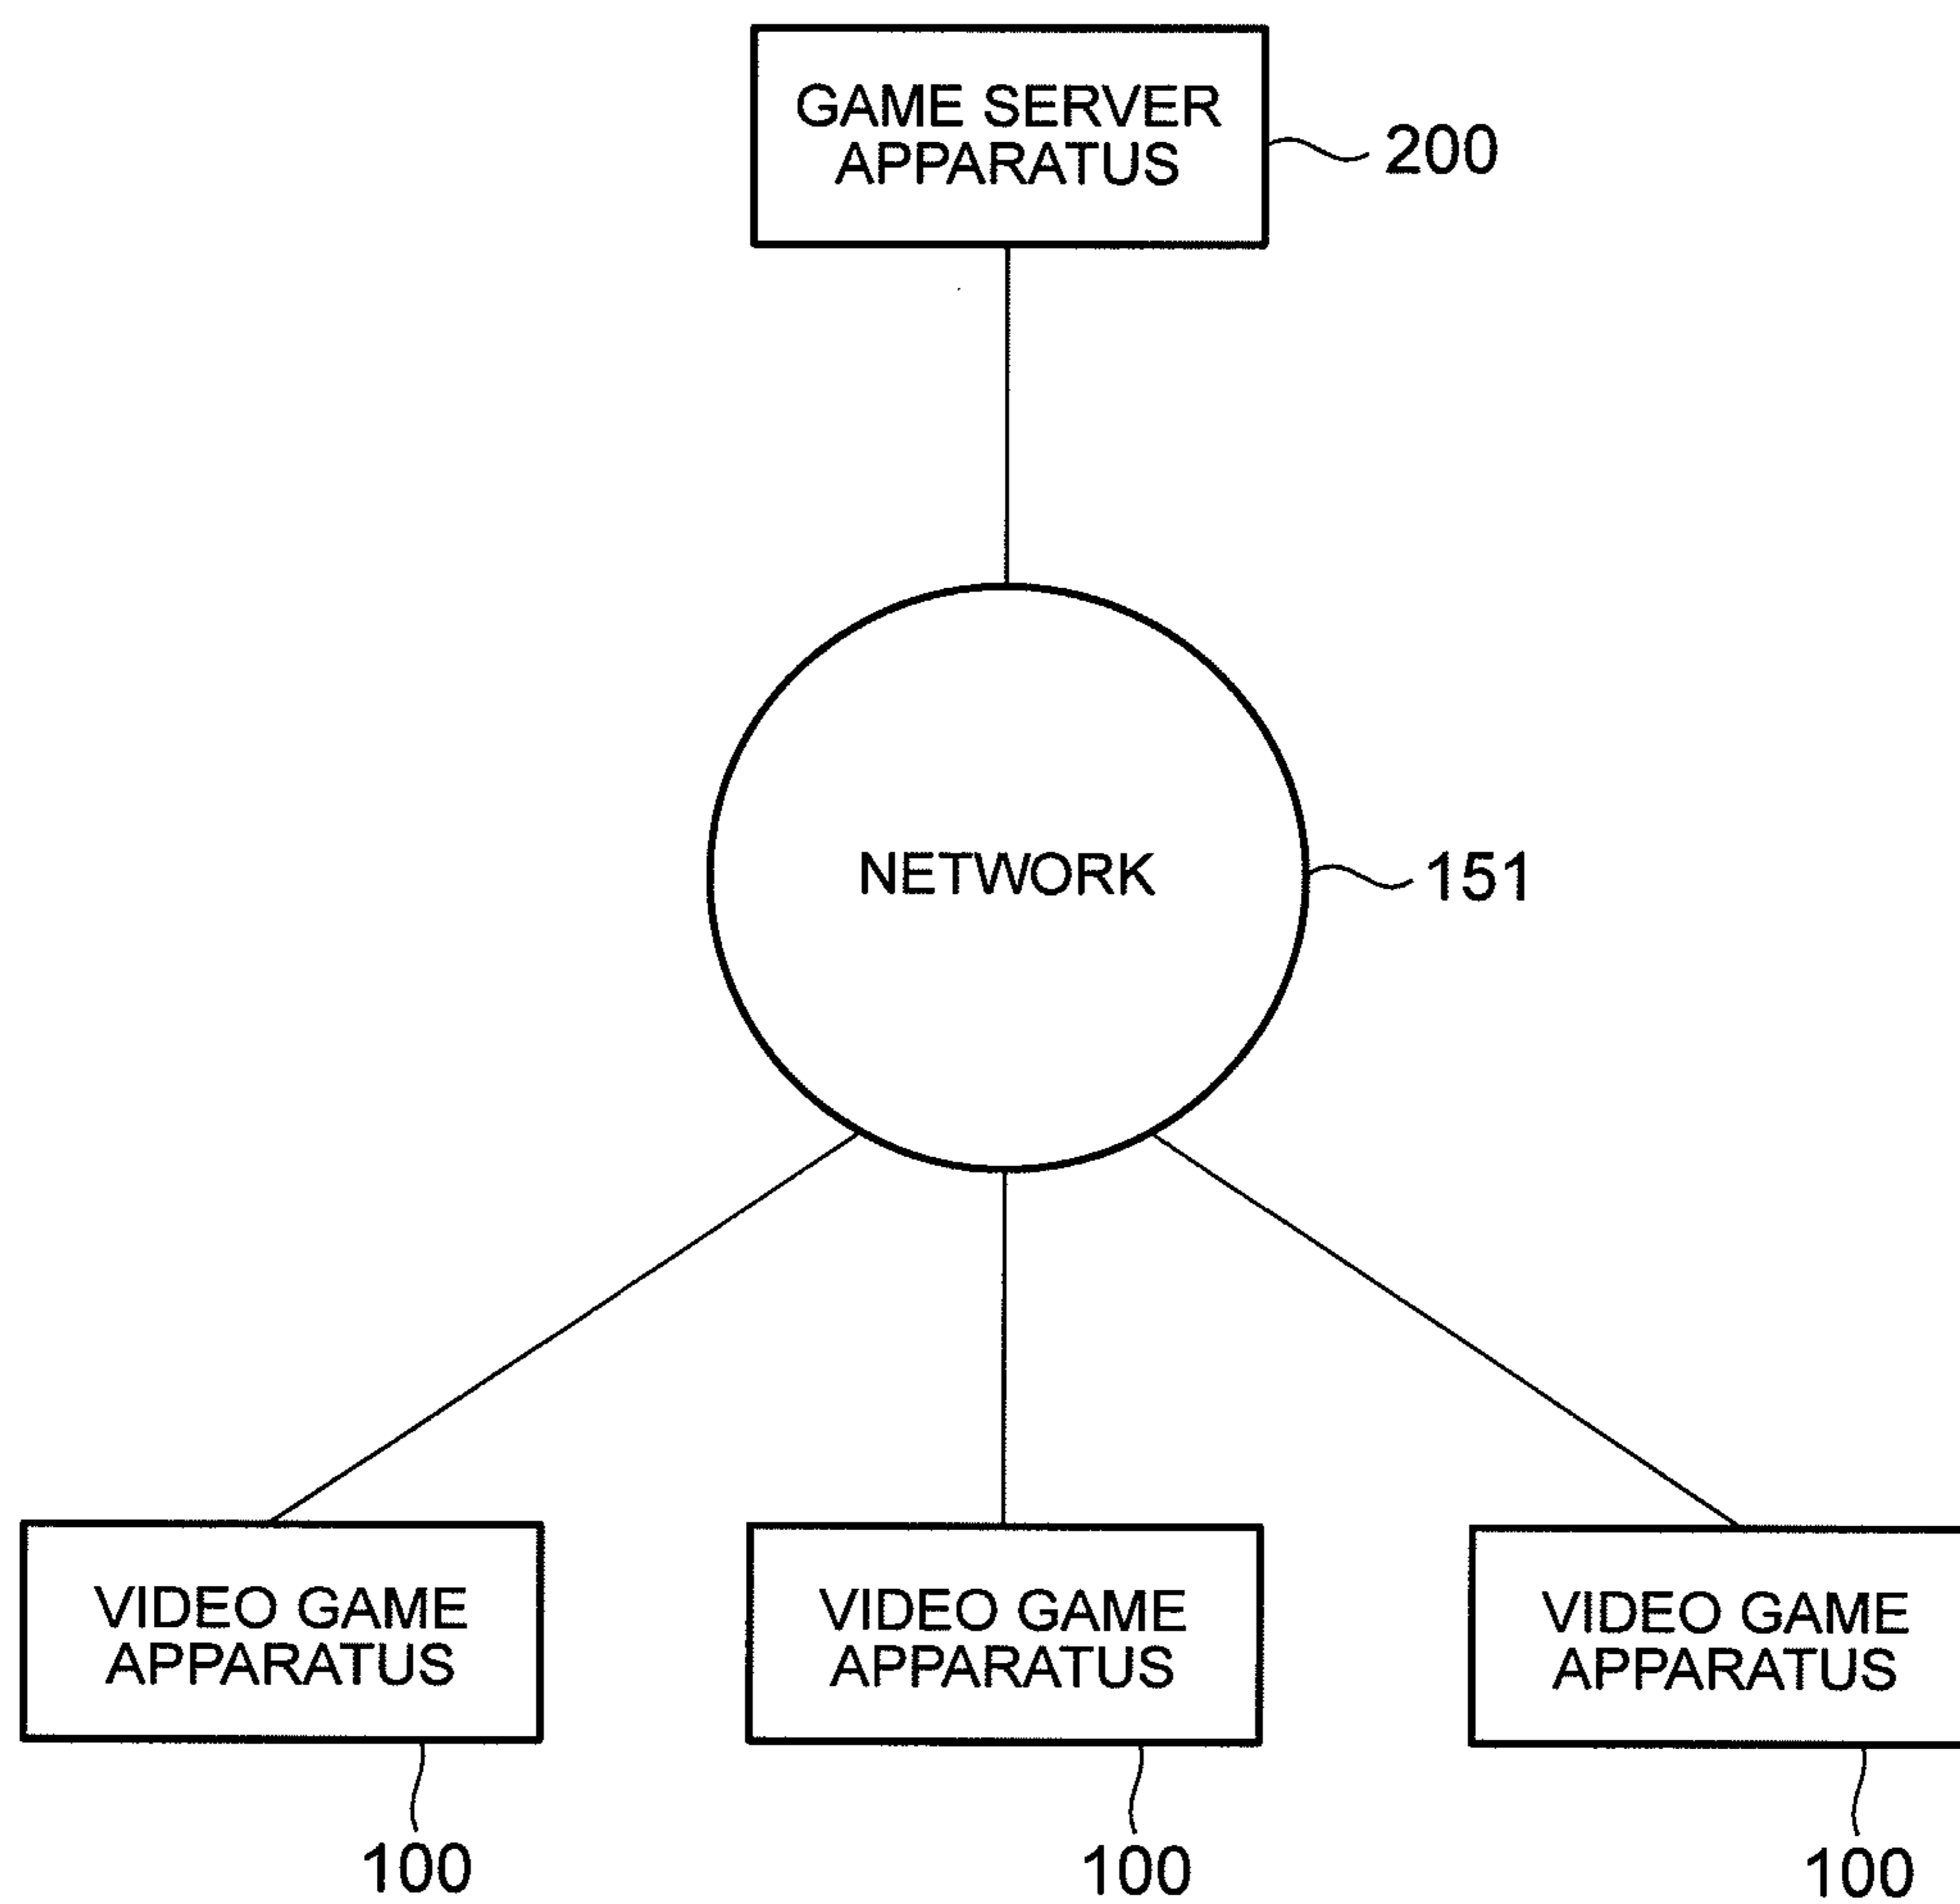 GAME SERVER
APPARATUS
200
NETWORK
151
VIDEO GAME
APPARATUS
VIDEO GAME
APPARATUS
VIDEO GAME
APPARATUS
100
100
100